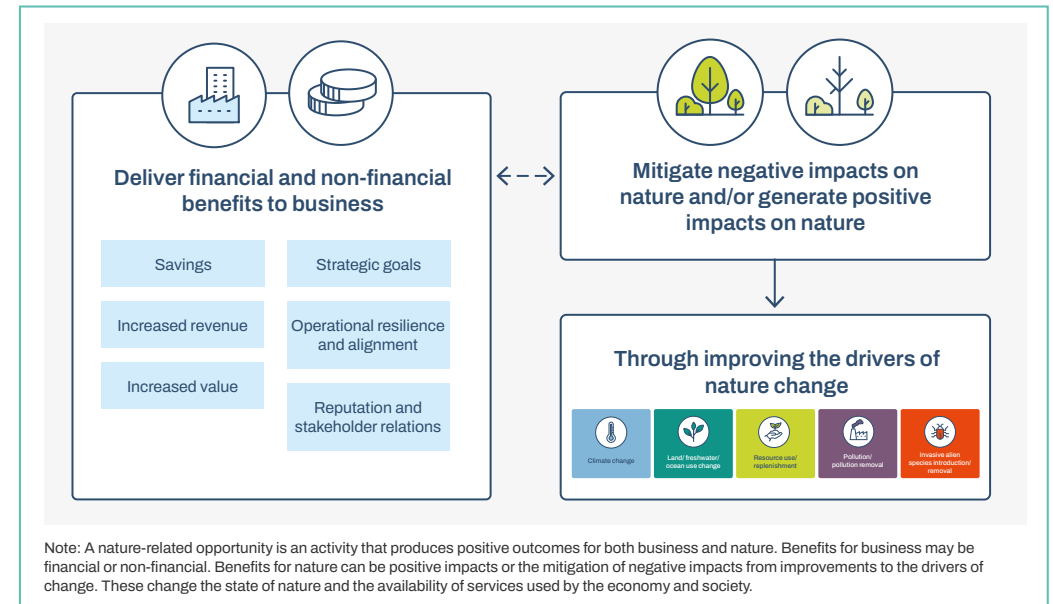 Deliver financial and non-financial
benefits to business
Savings
Increased revenue
Increased value
Strategic goals
Operational resilience
and alignment
Reputation and
stakeholder relations
Mitigate negative impacts on
nature and/or generate positive
impacts on nature
Through improving the drivers of
nature change
Climate change
Land/ freshwater/
ocean use change
Resource use/
replenishment
Pollution/
pollution removal
Invasive alien
species introduction/
removal
Note: A nature-related opportunity is an activity that produces positive outcomes for both business and nature. Benefits for business may be
financial or non-financial. Benefits for nature can be positive impacts or the mitigation of negative impacts from improvements to the drivers of
change. These change the state of nature and the availability of services used by the economy and society.